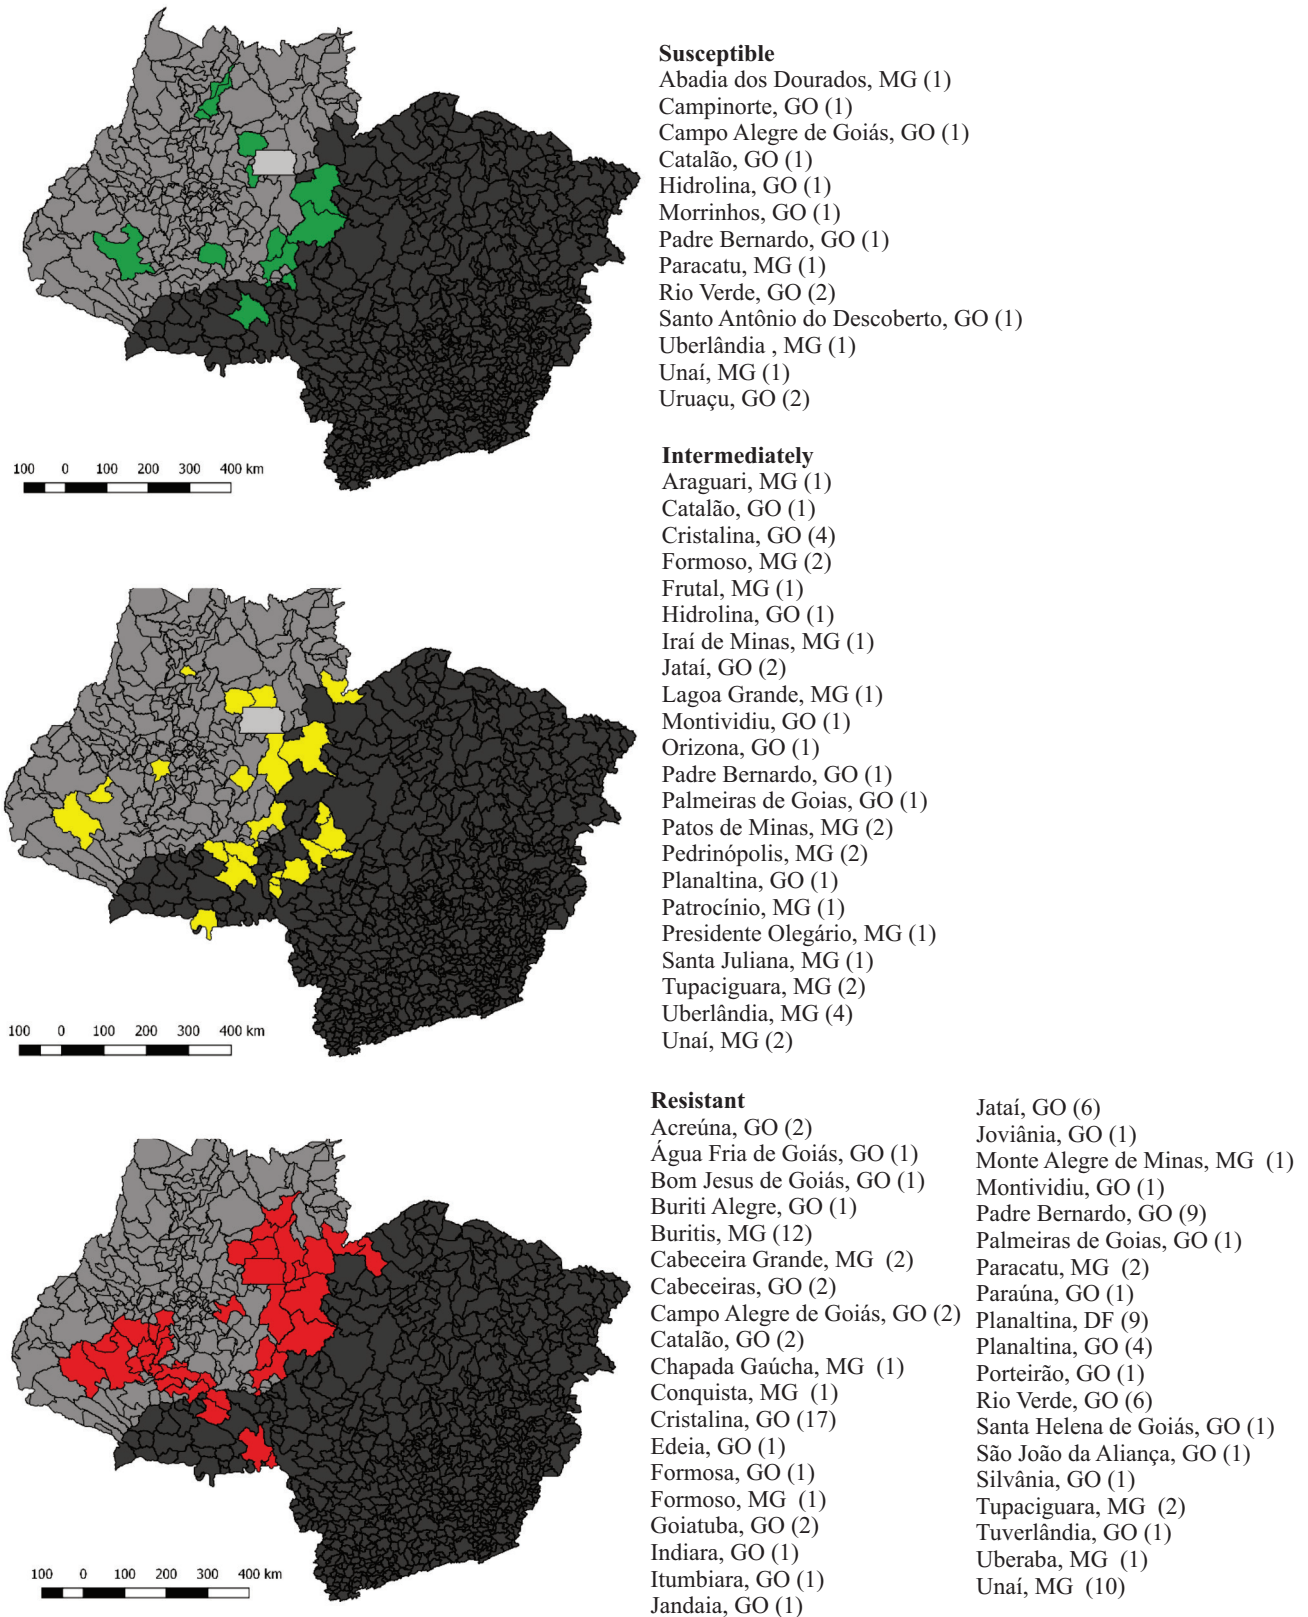 Susceptible
Abadia dos Dourados, MG (1)
Campinorte, GO (1)
Campo Alegre de Goiás, GO (1)
Catalão, GO (1)
Hidrolina, GO (1)
Morrinhos, GO (1)
Padre Bernardo, GO (1)
Paracatu, MG (1)
Rio Verde, GO (2)
Santo Antônio do Descoberto, GO (1)
Uberlândia , MG (1)
Unaí, MG (1)
Uruaçu, GO (2)
100 0 100 200 300 400 km
Intermediately
Araguari, MG (1)
Catalão, GO (1)
Cristalina, GO (4)
Formoso, MG (2)
Frutal, MG (1)
Hidrolina, GO (1)
Iraí de Minas, MG (1)
Jataí, GO (2)
Lagoa Grande, MG (1)
Montividiu, GO (1)
Orizona, GO (1)
Padre Bernardo, GO (1)
Palmeiras de Goias, GO (1)
Patos de Minas, MG (2)
Pedrinópolis, MG (2)
Planaltina, GO (1)
Patrocínio, MG (1)
Presidente Olegário, MG (1)
Santa Juliana, MG (1)
Tupaciguara, MG (2)
Uberlândia, MG (4)
Unaí, MG (2)
100 0 100 200 300 400 km
Resistant
Acreúna, GO (2)
Água Fria de Goiás, GO (1)
Bom Jesus de Goiás, GO (1)
Buriti Alegre, GO (1)
Buritis, MG (12)
Cabeceira Grande, MG (2)
Cabeceiras, GO (2)
Campo Alegre de Goiás, GO (2)
Catalão, GO (2)
Chapada Gaúcha, MG (1)
Conquista, MG (1)
Cristalina, GO (17)
Edeia, GO (1)
Formosa, GO (1)
Formoso, MG (1)
Goiatuba, GO (2)
Indiara, GO (1)
Itumbiara, GO (1)
Jandaia, GO (1)
Jataí, GO (6)
Joviânia, GO (1)
Monte Alegre de Minas, MG (1)
Montividiu, GO (1)
Padre Bernardo, GO (9)
Palmeiras de Goias, GO (1)
Paracatu, MG (2)
Paraúna, GO (1)
Planaltina, DF (9)
Planaltina, GO (4)
Porteirão, GO (1)
Rio Verde, GO (6)
Santa Helena de Goiás, GO (1)
São João da Aliança, GO (1)
Silvânia, GO (1)
Tupaciguara, MG (2)
Tuverlândia, GO (1)
Uberaba, MG (1)
Unaí, MG (10)
100 0 100 200 300 400 km